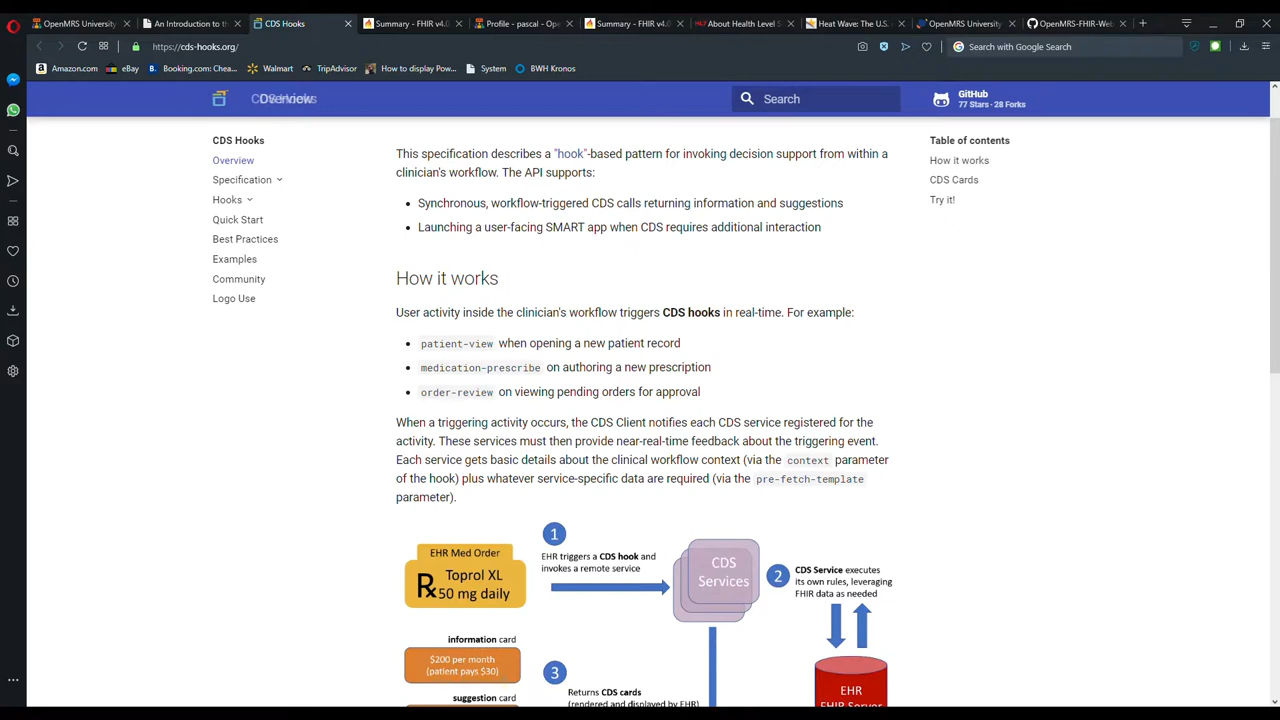 OpenMRS University
An Introduction to the
CDS Hooks
Summary - FHIR v4.0
Profile - pascal - Ope
Summary - FHIR v4.
About Health Level S
Heat Wave: The U.S.
OpenMRS University
OpenMRS-FHIR-Web
https://cds-hooks.org/
Search with Google Search
Amazon.com
eBay
Booking.com: Chea...
Walmart
TripAdvisor
How to display Pow...
System
BWH Kronos
Overview
Search
GitHub
77 Stars · 28 Forks
CDS Hooks
Overview
Specification
Hooks
Quick Start
Best Practices
Examples
Community
Logo Use
This specification describes a "hook"-based pattern for invoking decision support from within a
clinician's workflow. The API supports:
Synchronous, workflow-triggered CDS calls returning information and suggestions
Launching a user-facing SMART app when CDS requires additional interaction
How it works
User activity inside the clinician's workflow triggers CDS hooks in real-time. For example:
patient-view when opening a new patient record
medication-prescribe on authoring a new prescription
order-review on viewing pending orders for approval
When a triggering activity occurs, the CDS Client notifies each CDS service registered for the
activity. These services must then provide near-real-time feedback about the triggering event.
Each service gets basic details about the clinical workflow context (via the context parameter
of the hook) plus whatever service-specific data are required (via the pre-fetch-template
parameter).
EHR Med Order
Toprol XL
50 mg daily
1
EHR triggers a CDS hook and
invokes a remote service
CDS
Services
2
CDS Service executes
its own rules, leveraging
FHIR data as needed
information card
$200 per month
(patient pays $30)
suggestion card
3
Returns CDS cards
(rendered and displayed by EHR)
EHR
FHIR Server
Table of contents
How it works
CDS Cards
Try it!